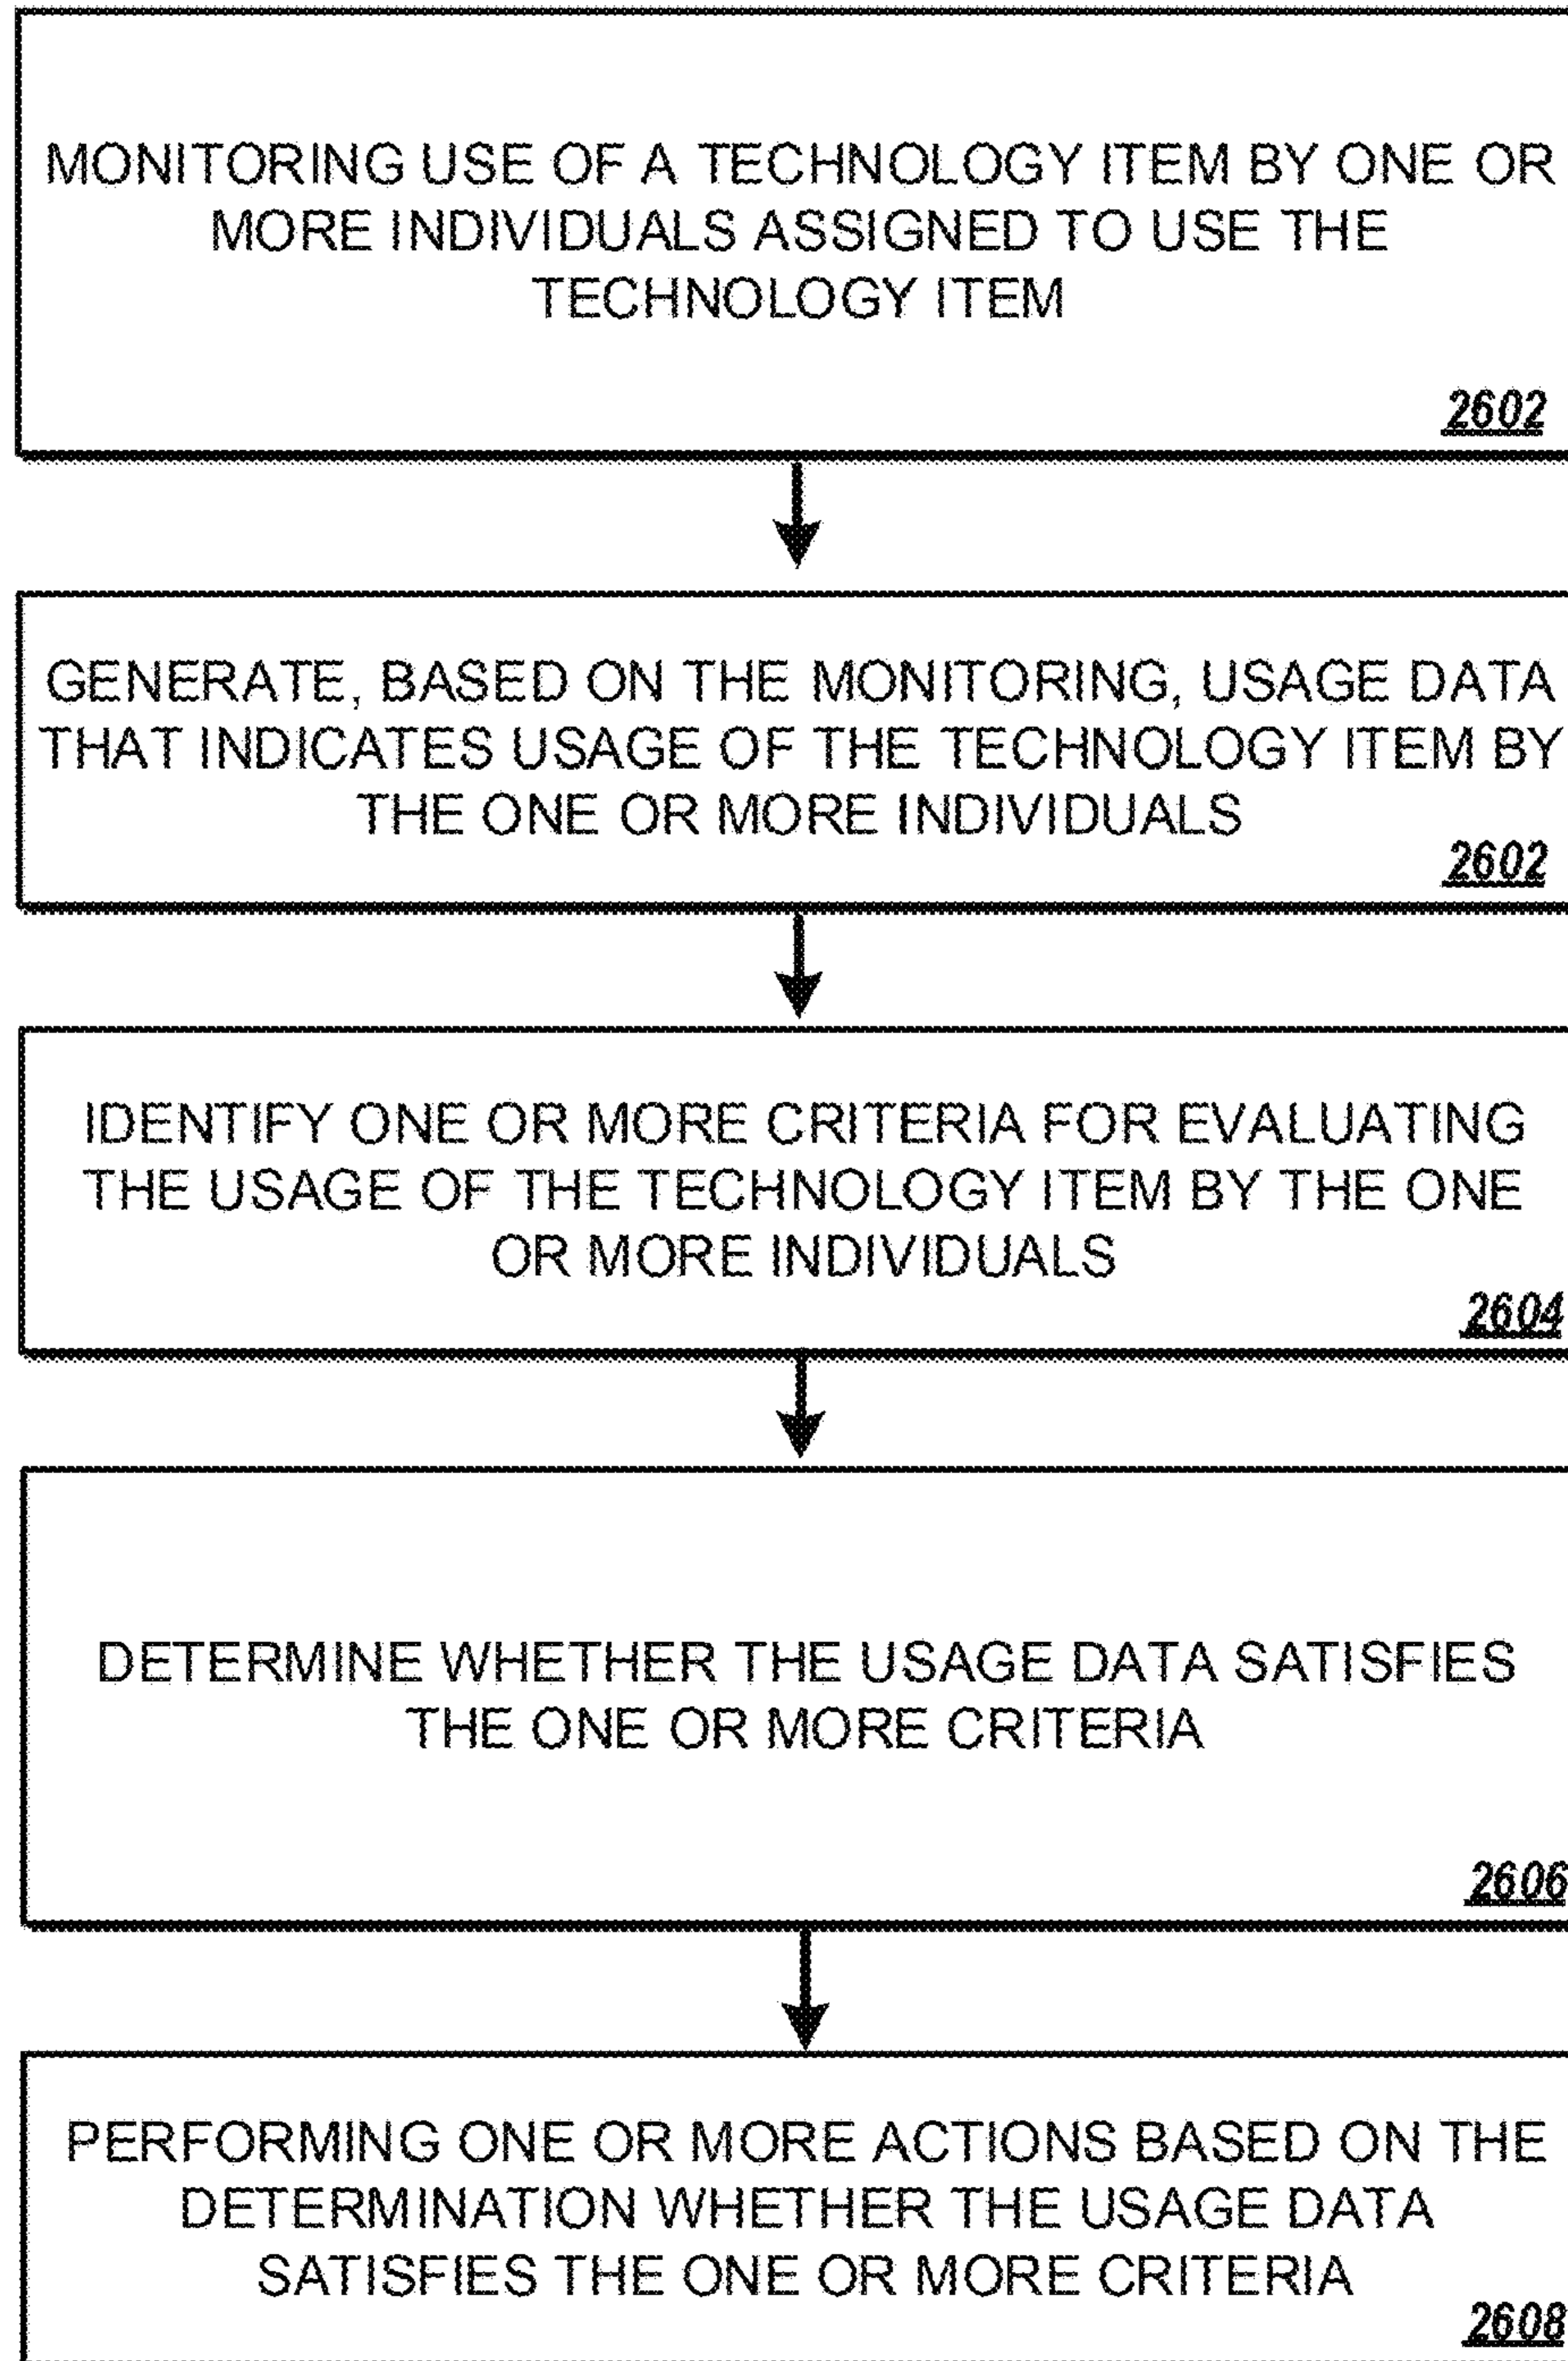 MONITORING USE OF A TECHNOLOGY ITEM BY ONE OR
MORE INDIVIDUALS ASSIGNED TO USE THE
TECHNOLOGY ITEM
2602
GENERATE, BASED ON THE MONITORING, USAGE DATA
THAT INDICATES USAGE OF THE TECHNOLOGY ITEM BY
THE ONE OR MORE INDIVIDUALS
2602
IDENTIFY ONE OR MORE CRITERIA FOR EVALUATING
THE USAGE OF THE TECHNOLOGY ITEM BY THE ONE
OR MORE INDIVIDUALS
2604
DETERMINE WHETHER THE USAGE DATA SATISFIES
THE ONE OR MORE CRITERIA
2606
PERFORMING ONE OR MORE ACTIONS BASED ON THE
DETERMINATION WHETHER THE USAGE DATA
SATISFIES THE ONE OR MORE CRITERIA
2608